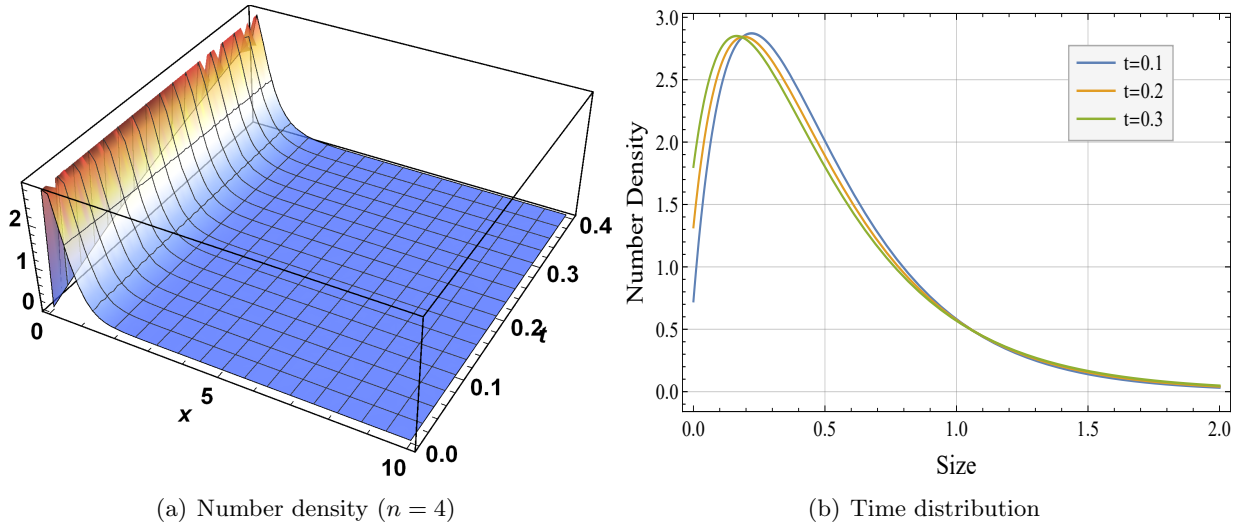 2
1
0
0
5
10
x
0.0
0.1
0.2
0.3
0.4
t
(a) Number density (n = 4)
3.0
2.5
2.0
1.5
1.0
0.5
0.0
Number Density
t=0.1
t=0.2
t=0.3
0.0 0.5 1.0 1.5 2.0
Size
(b) Time distribution